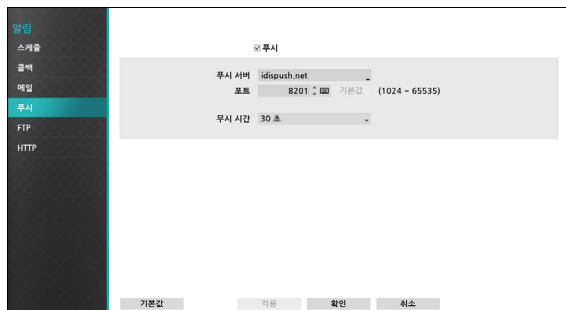 알림
스케줄
콜백
메일
푸시
FTP
HTTP
푸시
푸시 서버 idispush.net
포트 8201 기본값 (1024 ~ 65535)
무시 시간 30 초
기본값 적용 확인 취소